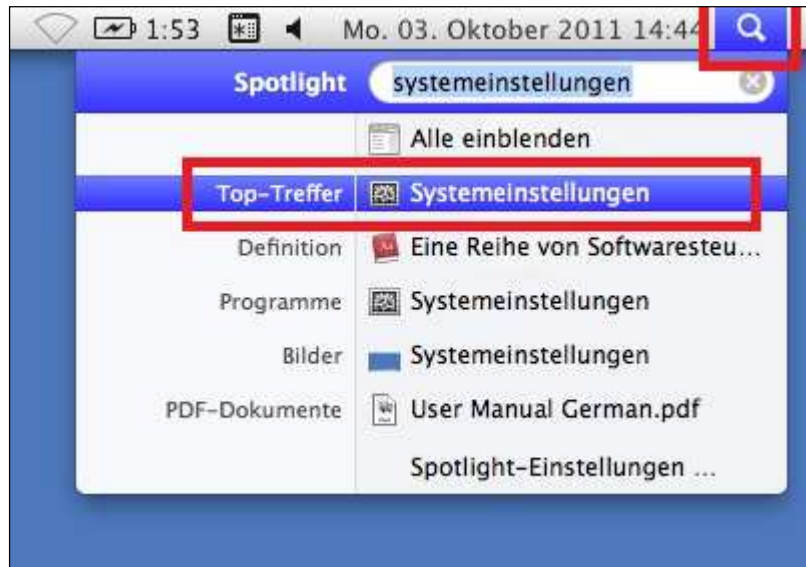 1:53 Mo. 03. Oktober 2011 14:44
Spotlight systemeinstellungen
Alle einblenden
Top-Treffer Systemeinstellungen
Definition Eine Reihe von Softwaresteu...
Programme Systemeinstellungen
Bilder Systemeinstellungen
PDF-Dokumente User Manual German.pdf
Spotlight-Einstellungen ...